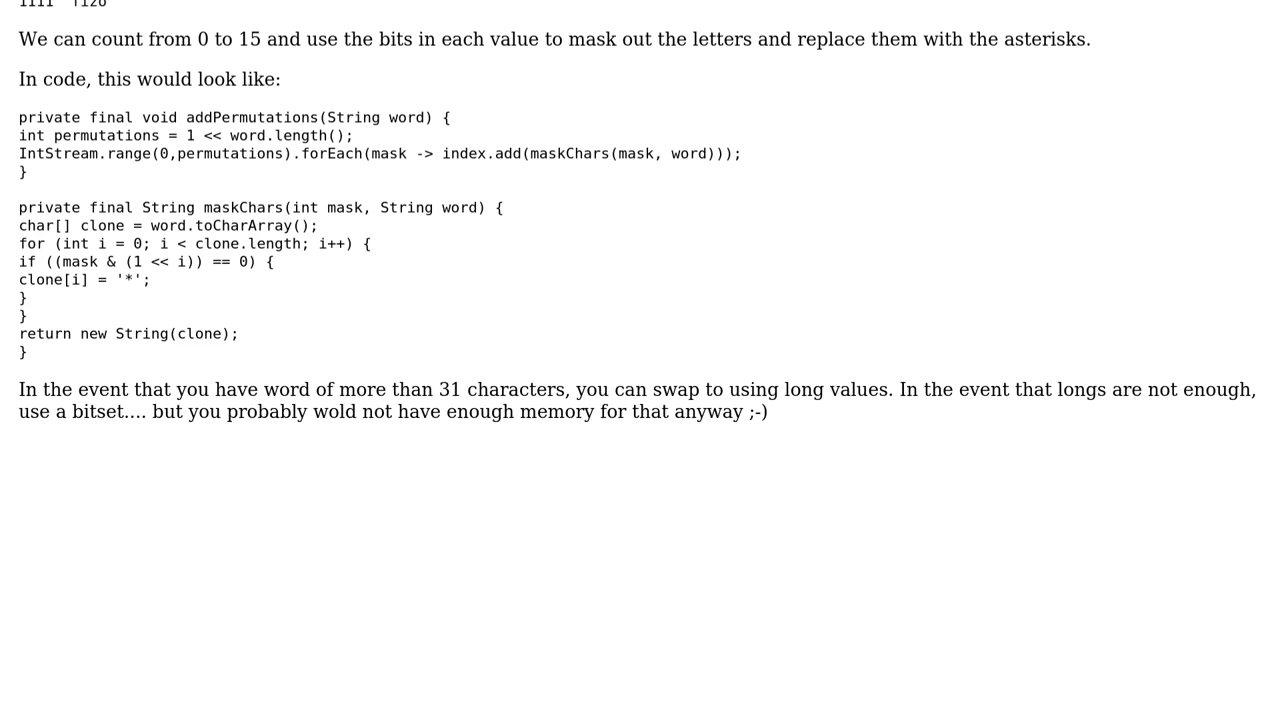 We can count from 0 to 15 and use the bits in each value to mask out the letters and replace them with the asterisks.
In code, this would look like:
private final void addPermutations(String word) {
int permutations = 1 << word.length();
IntStream.range(0,permutations).forEach(mask -> index.add(maskChars(mask, word)));
}
private final String maskChars(int mask, String word) {
char[] clone = word.toCharArray();
for (int i = 0; i < clone.length; i++) {
if ((mask & (1 << i)) == 0) {
clone[i] = '*';
}
}
return new String(clone);
}
In the event that you have word of more than 31 characters, you can swap to using long values. In the event that longs are not enough,
use a bitset.... but you probably wold not have enough memory for that anyway ;-)